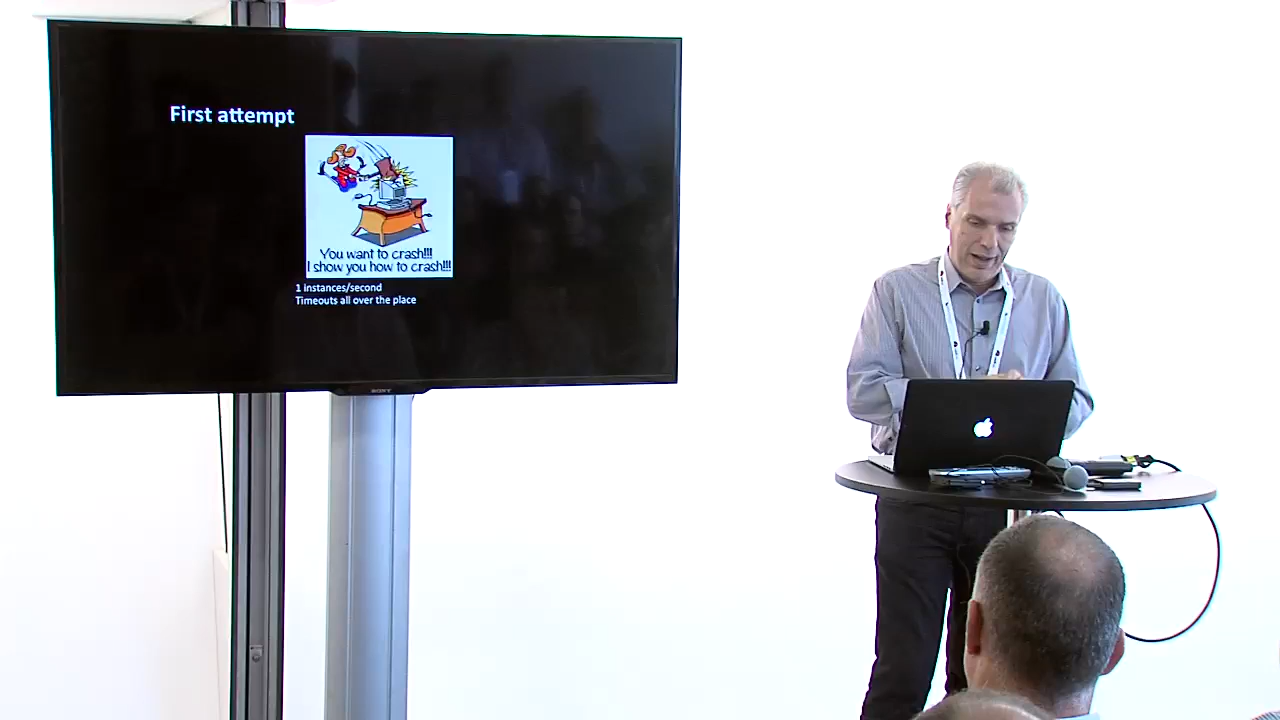 First attempt
You want to crash!!!
I show you how to crash!!!
1 instances/second
Timeouts all over the place
SONY